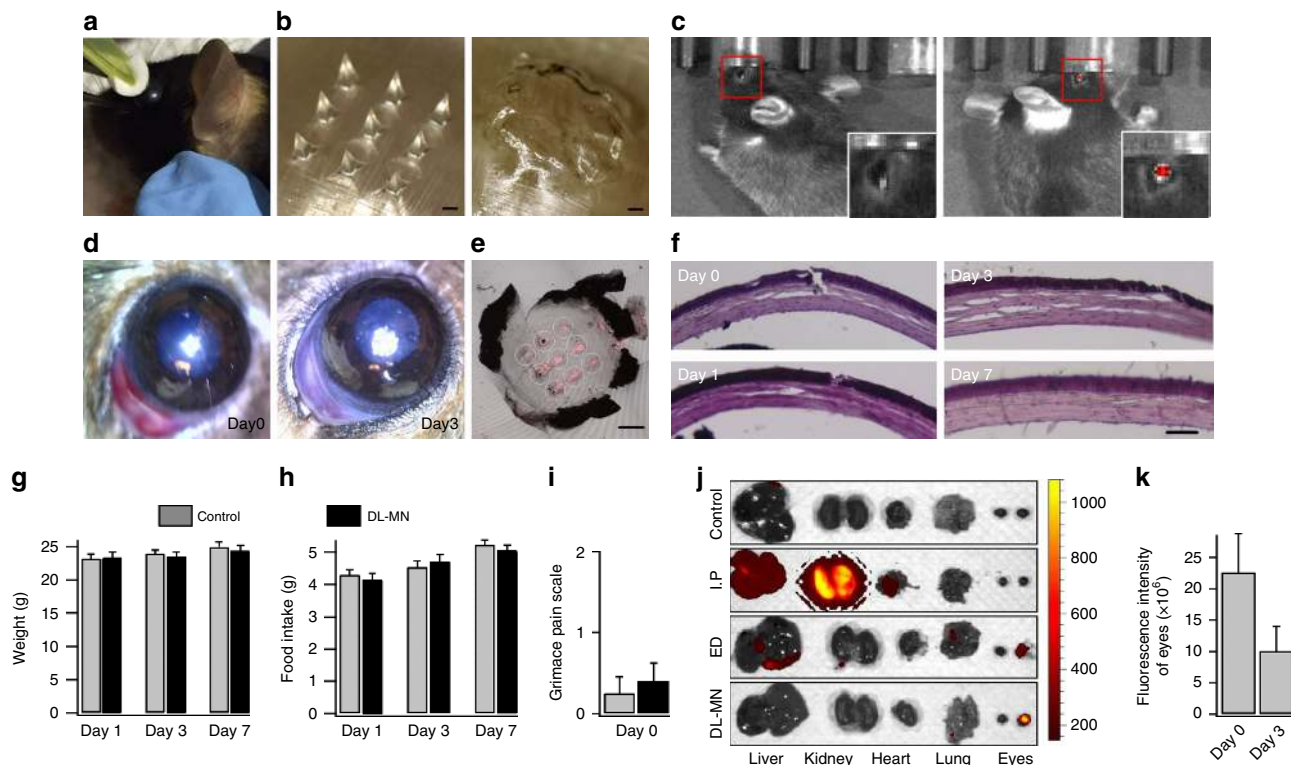 a
b
c
d
Day0
Day3
e
f
Day 0
Day 3
Day 1
Day 7
g
Control
DL-MN
Weight (g)
25
20
15
10
5
0
Day 1
Day 3
Day 7
h
Food intake (g)
5
4
3
2
1
0
Day 1
Day 3
Day 7
i
Grimace pain scale
2
1
0
Day 0
j
Control
I.P
ED
DL-MN
Liver
Kidney
Heart
Lung
Eyes
1000
800
600
400
200
k
Fluorescence intensity
of eyes (×10⁶)
25
20
15
10
5
0
Day 0
Day 3